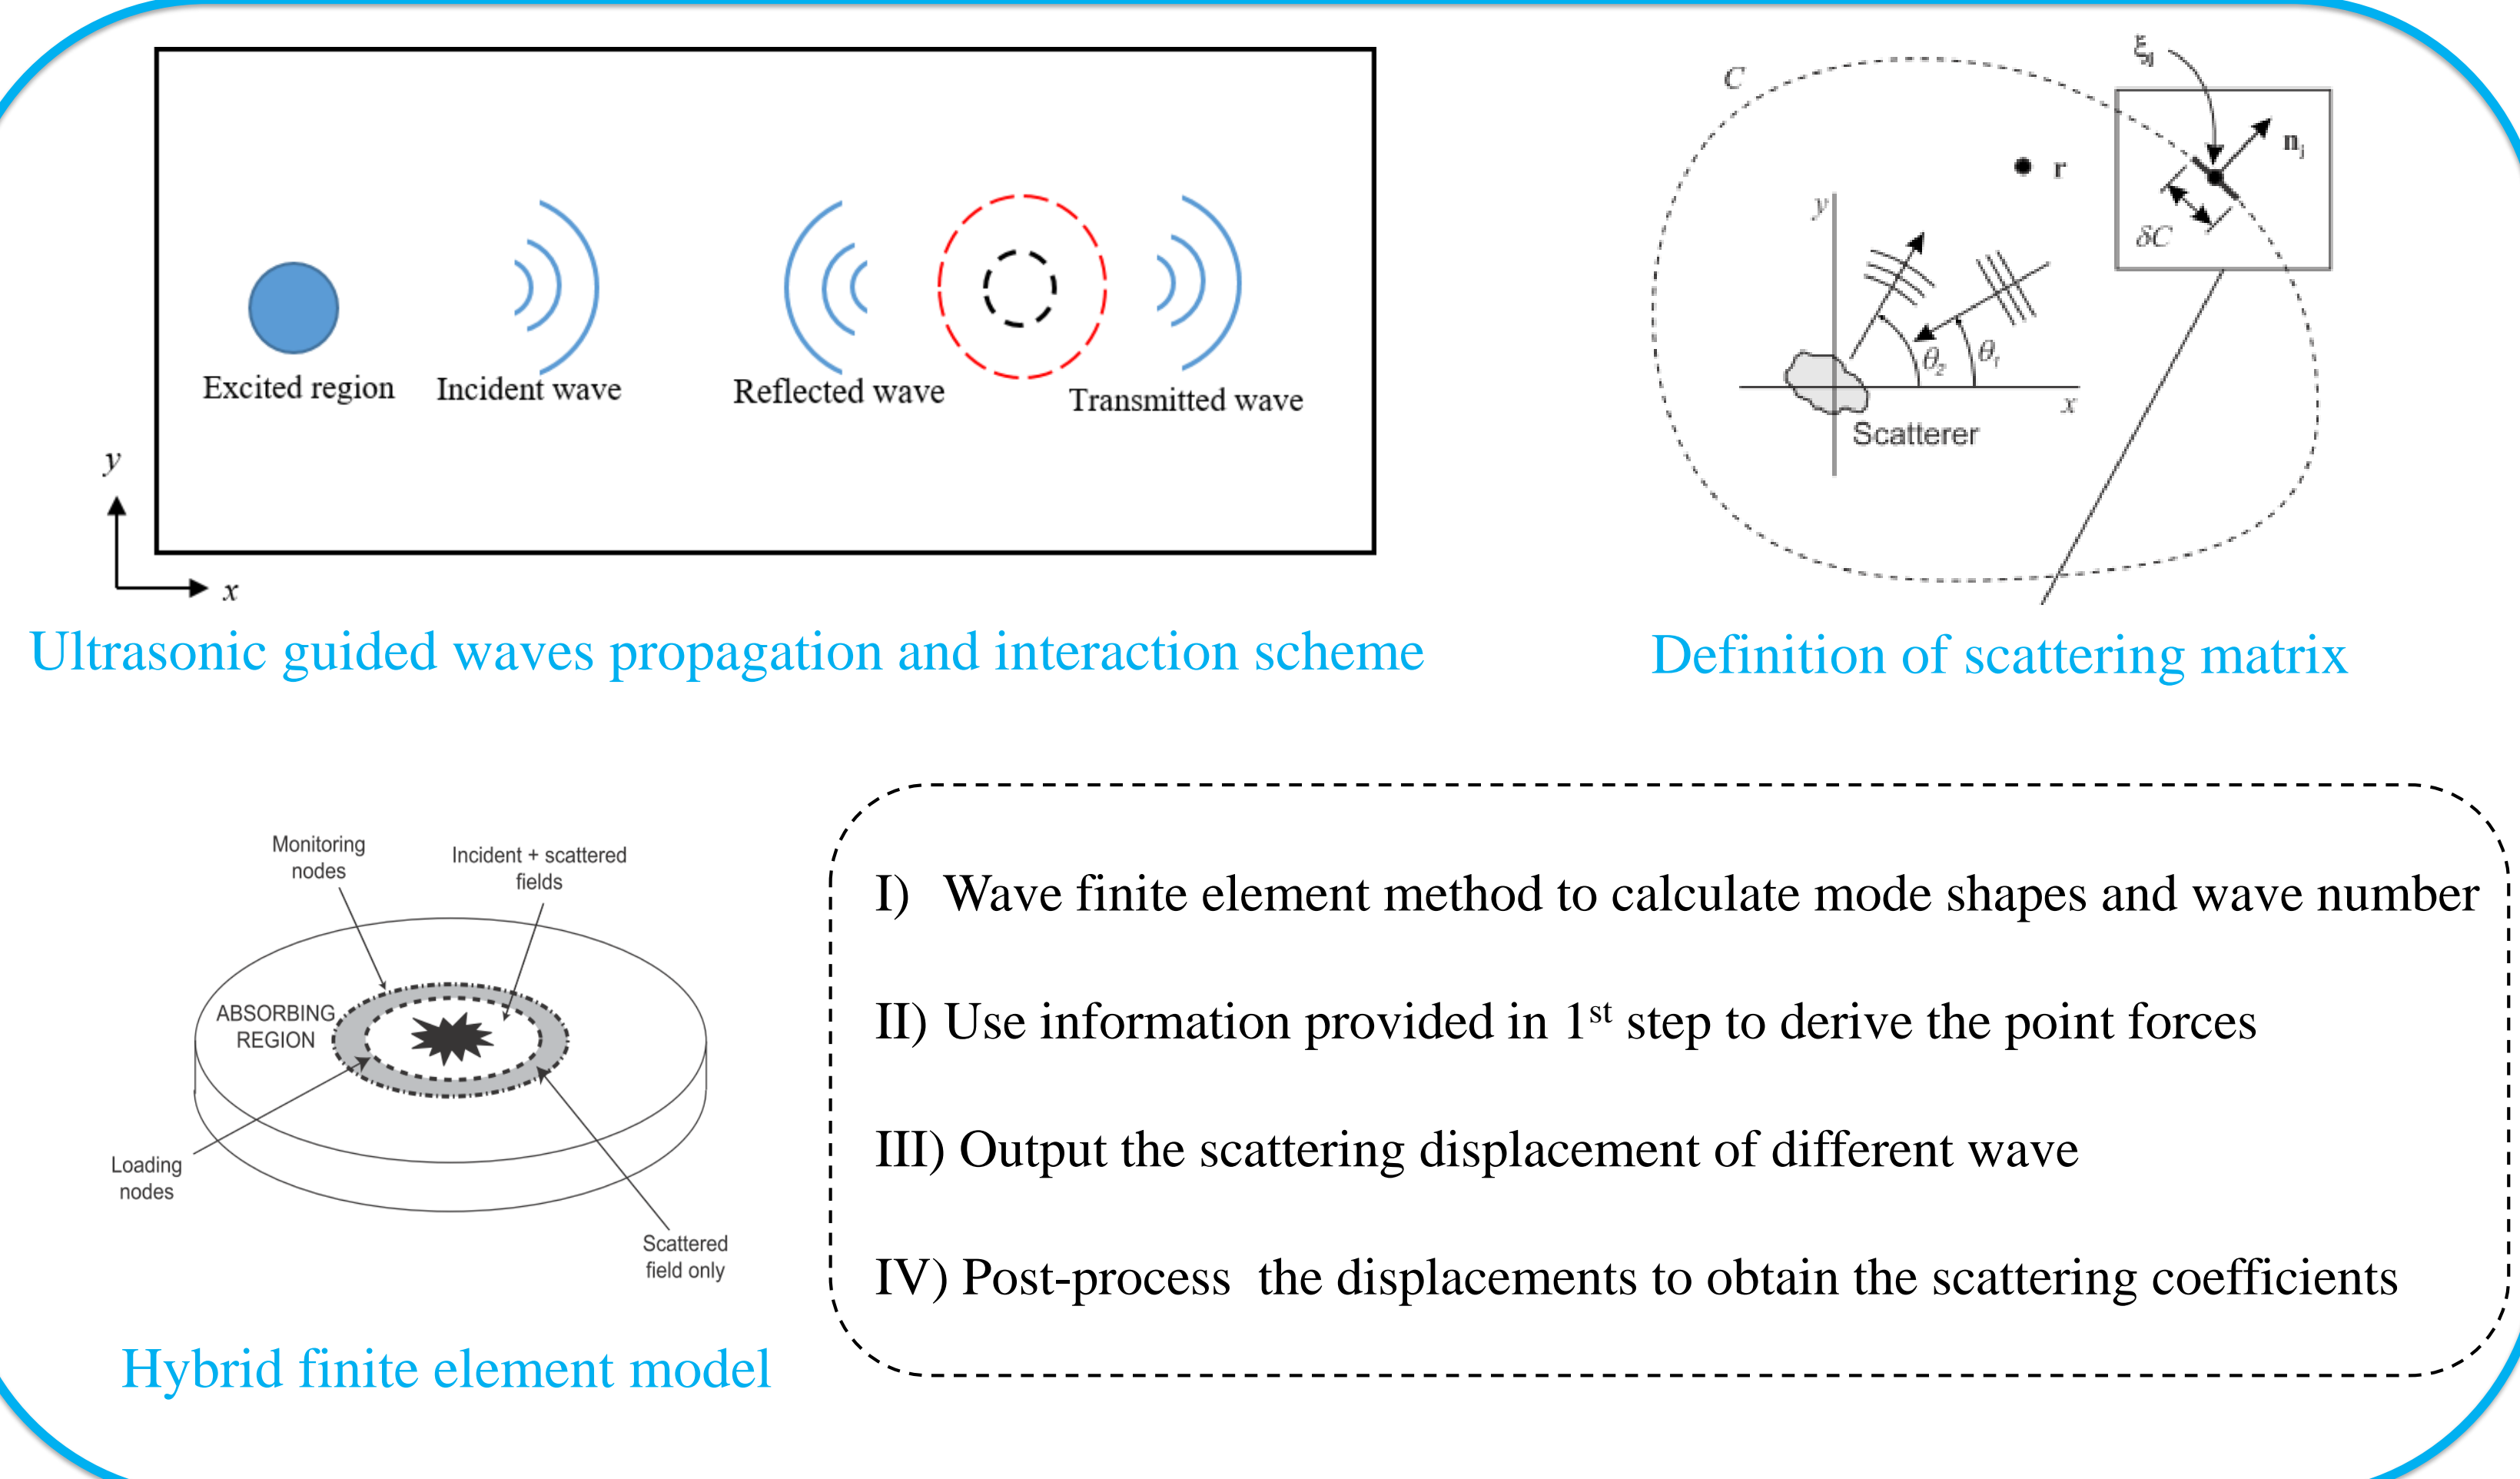 Excited region
Incident wave
Reflected wave
Transmitted wave
y
x
Ultrasonic guided waves propagation and interaction scheme
C
ξj
nj
r
δC
y
θ2
θ1
x
Scatterer
Definition of scattering matrix
Monitoring
nodes
Incident + scattered
fields
ABSORBING
REGION
Loading
nodes
Scattered
field only
Hybrid finite element model
I) Wave finite element method to calculate mode shapes and wave number
II) Use information provided in 1st step to derive the point forces
III) Output the scattering displacement of different wave
IV) Post-process the displacements to obtain the scattering coefficients